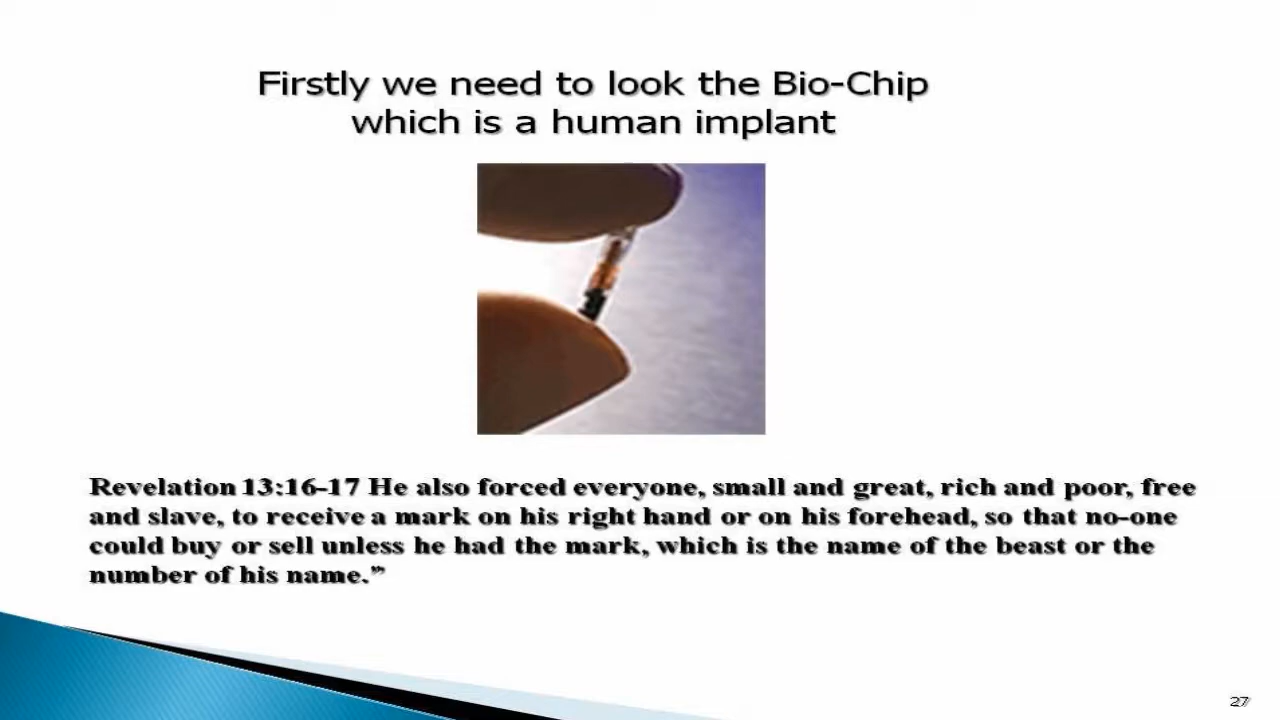 Firstly we need to look the Bio-Chip
which is a human implant
Revelation 13:16-17 He also forced everyone, small and great, rich and poor, free
and slave, to receive a mark on his right hand or on his forehead, so that no-one
could buy or sell unless he had the mark, which is the name of the beast or the
number of his name.”
27